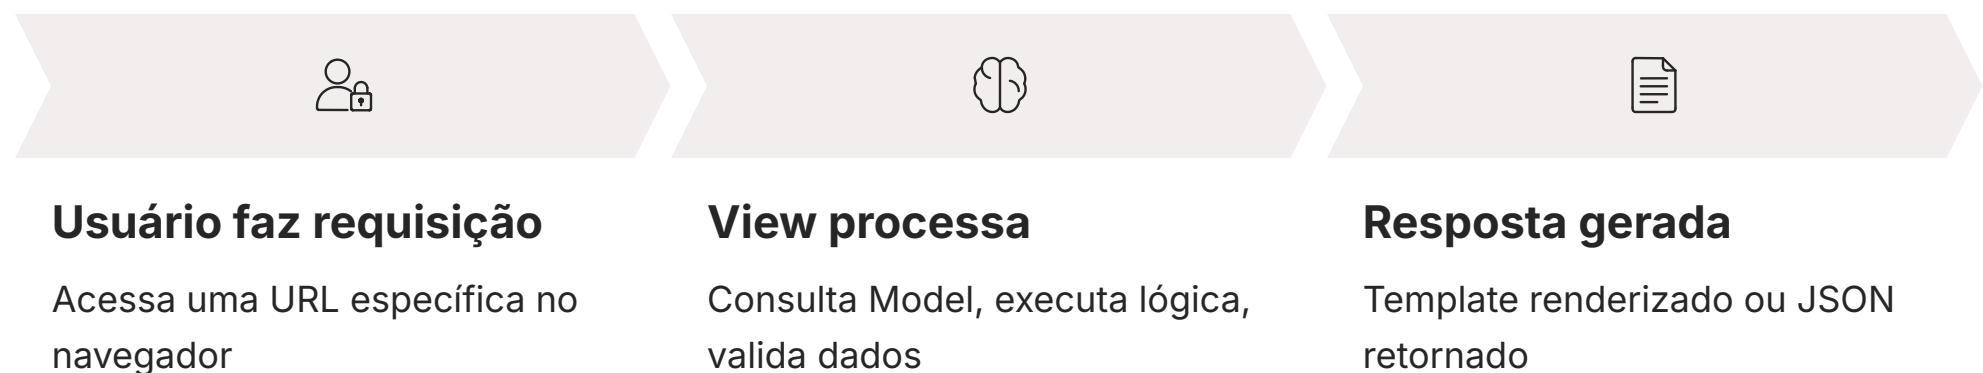 Usuário faz requisição
Acessa uma URL específica no
navegador
View processa
Consulta Model, executa lógica,
valida dados
Resposta gerada
Template renderizado ou JSON
retornado